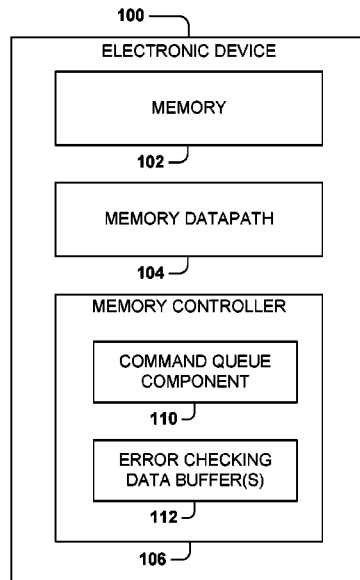 100
ELECTRONIC DEVICE
MEMORY
102
MEMORY DATAPATH
104
MEMORY CONTROLLER
COMMAND QUEUE
COMPONENT
110
ERROR CHECKING
DATA BUFFER(S)
112
106